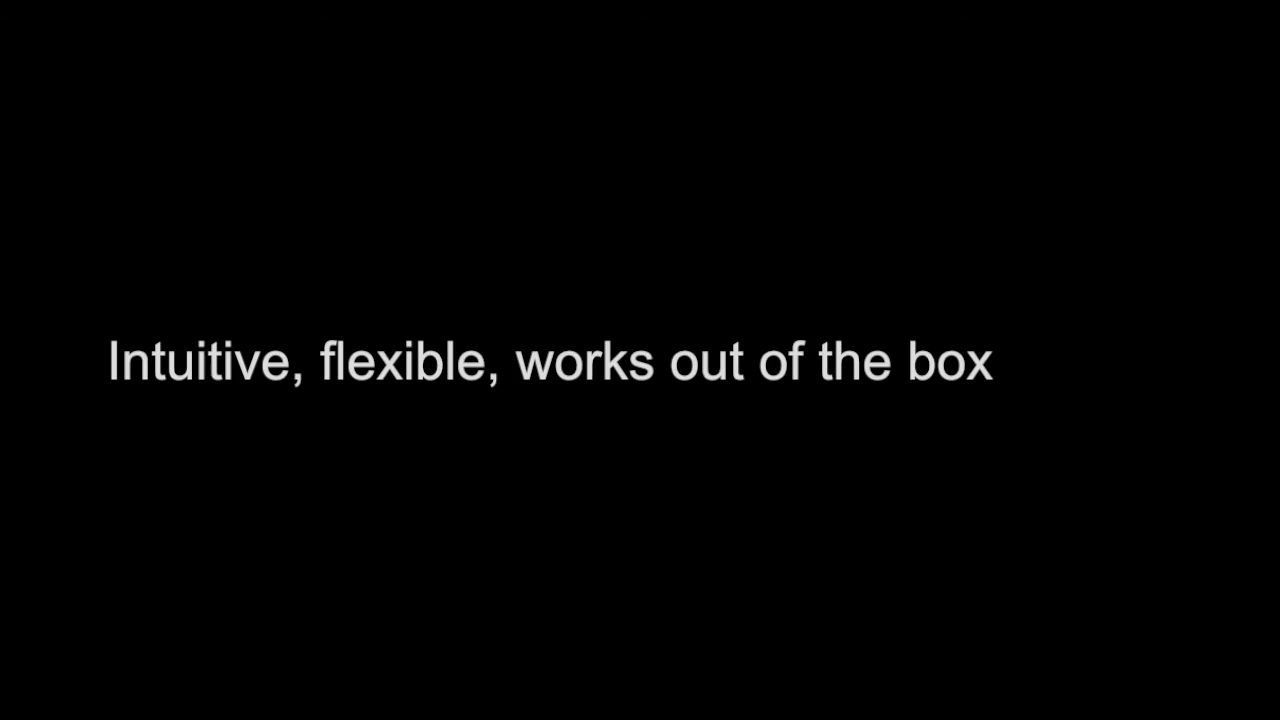 Intuitive, flexible, works out of the box